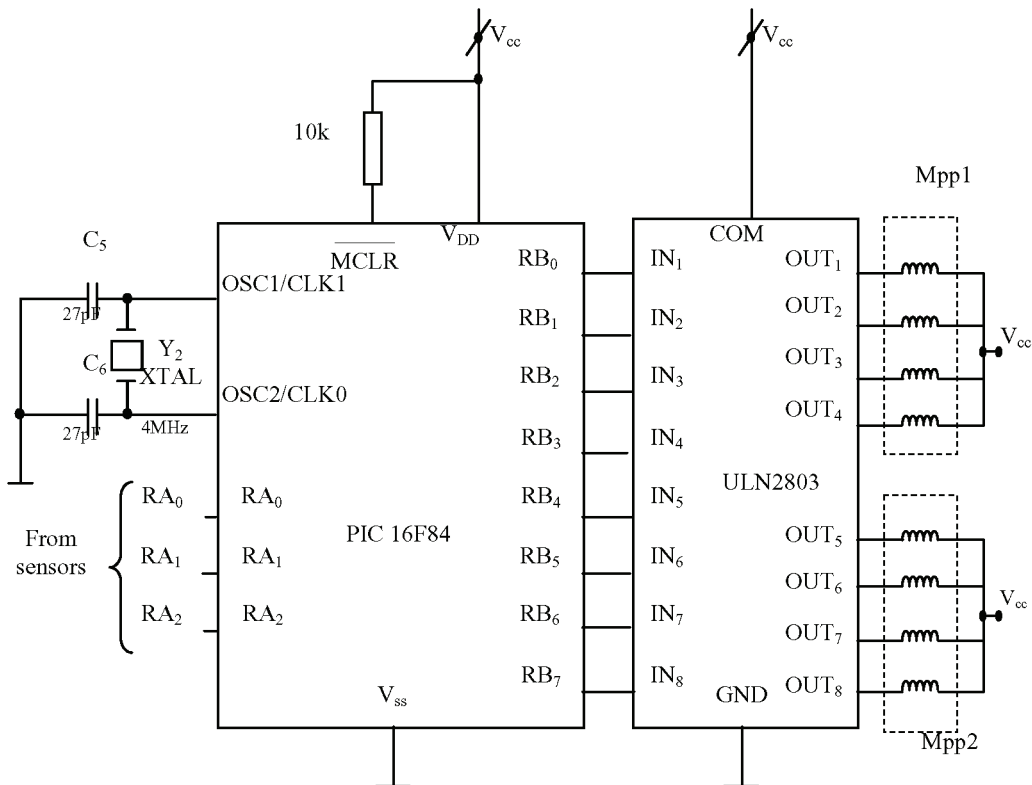 Vcc
Vcc
10k
Mpp1
C5
VDD
COM
MCLR
RB0
IN1
OUT1
OSC1/CLK1
27pF
RB1
IN2
OUT2
Y2
Vcc
C6
XTAL
RB2
IN3
OUT3
OSC2/CLK0
OUT4
27pF
4MHz
RB3
IN4
RA0
RA0
RB4
IN5
ULN2803
From
sensors
PIC 16F84
OUT5
RA1
RA1
RB5
IN6
OUT6
Vcc
RA2
RA2
RB6
IN7
OUT7
RB7
IN8
Vss
GND
OUT8
Mpp2